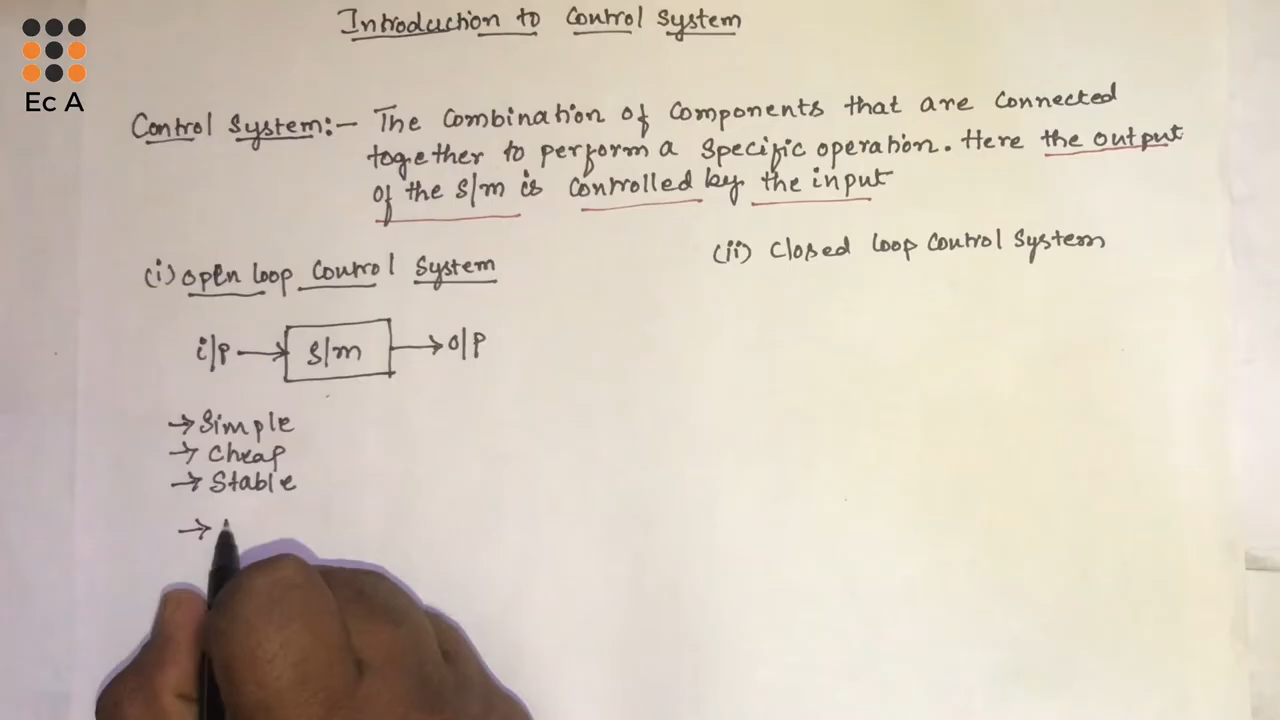 Introduction to Control System
Ec A
Control System:- The Combination of Components that are Connected
together to perform a Specific operation. Here the output
of the s/m is Controlled by the input
(i) Open loop Control System
(ii) Closed loop Control System
i/p → s/m → o/p
→ Simple
→ Cheap
→ Stable
→